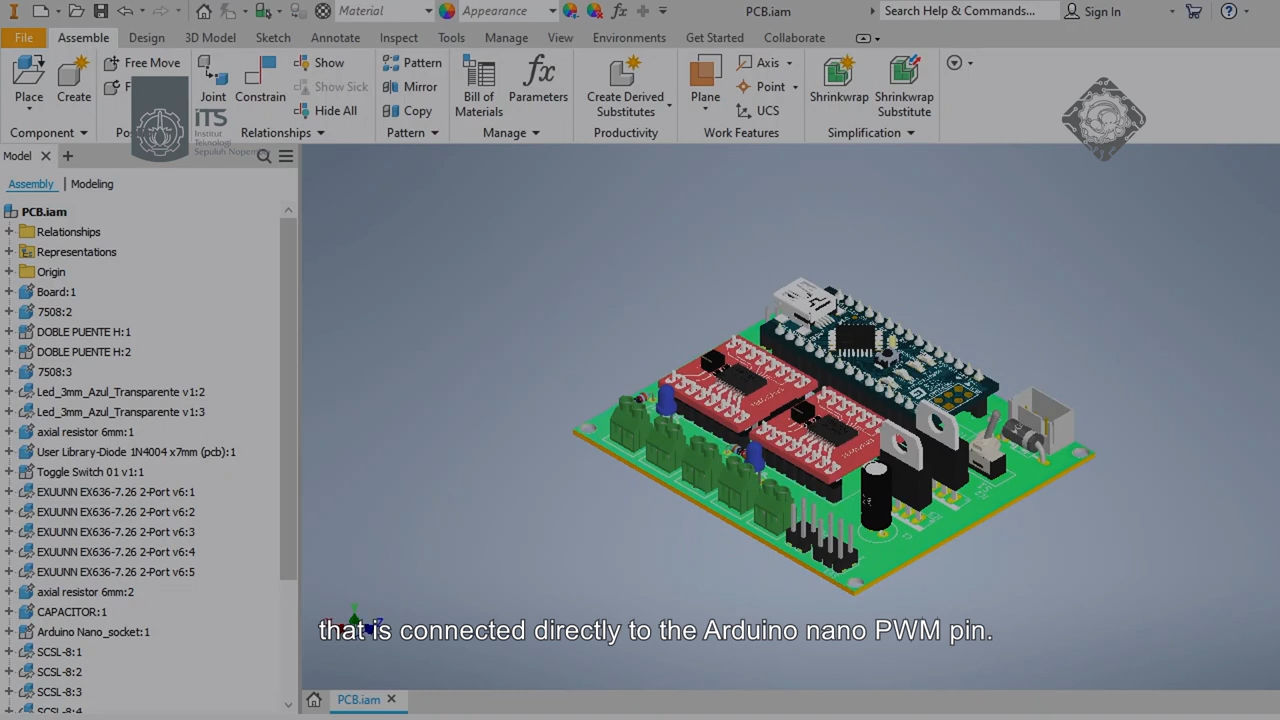 Material
Appearance
fx
PCB.iam
Search Help & Commands...
Sign In
File
Assemble
Design
3D Model
Sketch
Annotate
Inspect
Tools
Manage
View
Environments
Get Started
Collaborate
Place
Create
Free Move
Joint
Constrain
Show
Show Sick
Hide All
Pattern
Mirror
Copy
Bill of
Materials
fx
Parameters
Create Derived
Substitutes
Plane
Axis
Point
UCS
Shrinkwrap
Shrinkwrap
Substitute
Component
Relationships
Pattern
Manage
Productivity
Work Features
Simplification
ITS
Institut
Teknologi
Sepuluh Nopember
Model
Assembly
Modeling
PCB.iam
Relationships
Representations
Origin
Board:1
7508:2
DOBLE PUENTE H:1
DOBLE PUENTE H:2
7508:3
Led_3mm_Azul_Transparente v1:2
Led_3mm_Azul_Transparente v1:3
axial resistor 6mm:1
User Library-Diode 1N4004 x7mm (pcb):1
Toggle Switch 01 v1:1
EXUUNN EX636-7.26 2-Port v6:1
EXUUNN EX636-7.26 2-Port v6:2
EXUUNN EX636-7.26 2-Port v6:3
EXUUNN EX636-7.26 2-Port v6:4
EXUUNN EX636-7.26 2-Port v6:5
axial resistor 6mm:2
CAPACITOR:1
Arduino Nano_socket:1
SCSL-8:1
SCSL-8:2
SCSL-8:3
SCSL-8:4
that is connected directly to the Arduino nano PWM pin.
PCB.iam